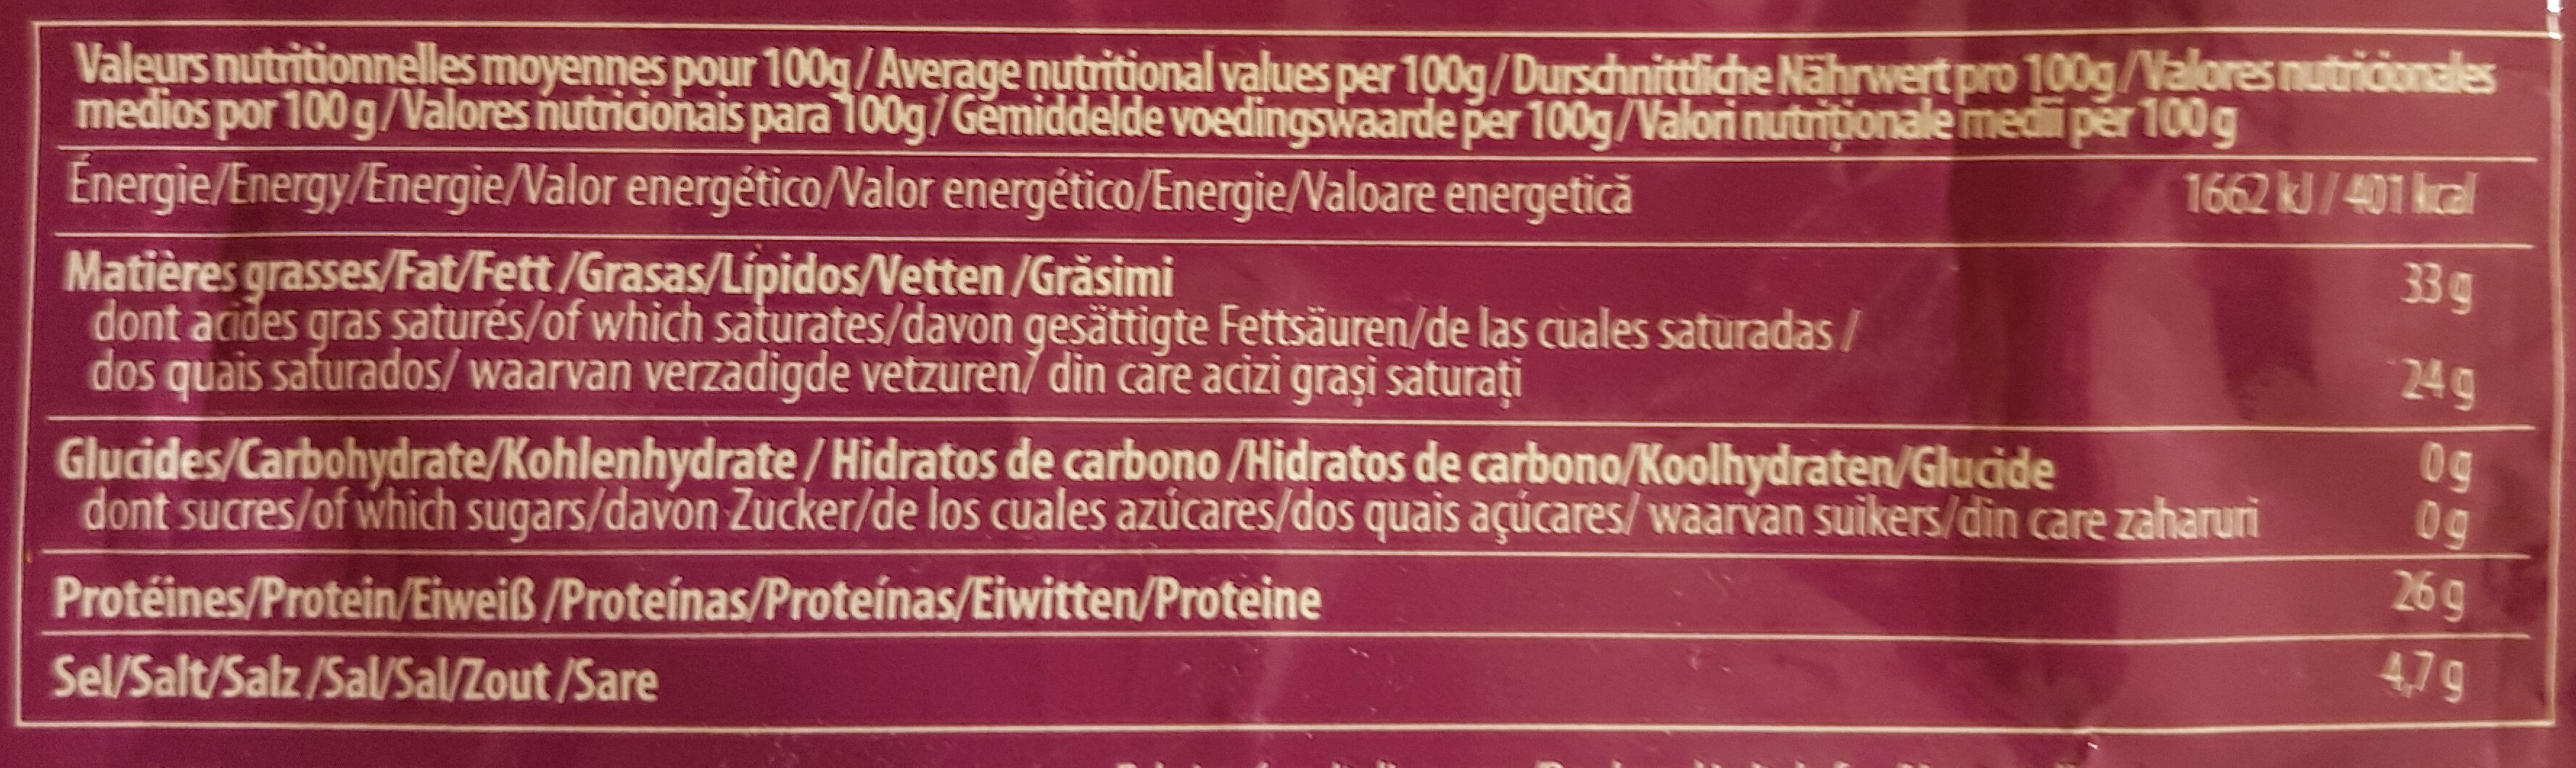 Valeurs nutritionnelles moyennes pour 100g/Average nutritional values per 100g/Durschnittliche Nährwert pro 100g/Valores nutricionales
medios por 100 g/Valores nutricionais para 100g/Gemiddelde voedingswaarde per 100g/Valori nutriționale medii per 100 g
Énergie/Energy/Energie/Valor energético/Valor energético/Energie/Valoare energetică 1662 kJ / 401 kcal
Matières grasses/Fat/Fett /Grasas/Lípidos/Vetten /Grăsimi 33 g
dont acides gras saturés/of which saturates/davon gesättigte Fettsäuren/de las cuales saturadas /
dos quais saturados/ waarvan verzadigde vetzuren/ din care acizi grași saturați 24 g
Glucides/Carbohydrate/Kohlenhydrate / Hidratos de carbono /Hidratos de carbono/Koolhydraten/Glucide 0 g
dont sucres/of which sugars/davon Zucker/de los cuales azúcares/dos quais açúcares/ waarvan suikers/din care zaharuri 0 g
Protéines/Protein/Eiweiß /Proteínas/Proteínas/Eiwitten/Proteine 26 g
Sel/Salt/Salz /Sal/Sal/Zout /Sare 4,7 g